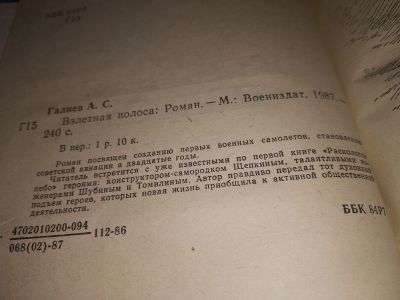 ББК 84Р7
Г15
Галиев А. С.
Г15 Взлетная полоса: Роман. — М.: Воениздат, 1987. —
240 с.
В пер.: 1 р. 10 к.
Роман посвящен созданию первых военных самолетов, становлению
советской авиации в двадцатые годы.
Читатель встретится с уже известными по первой книге «Расколотое
небо» героями: конструктором-самородком Щепкиным, талантливыми ин-
женерами Шубиным и Томилиным. Автор правдиво передал тот духовный
подъем героев, которых новая жизнь приобщила к активной общественной
деятельности.
4702010200-094
068(02)-87
112-86
ББК 84Р7